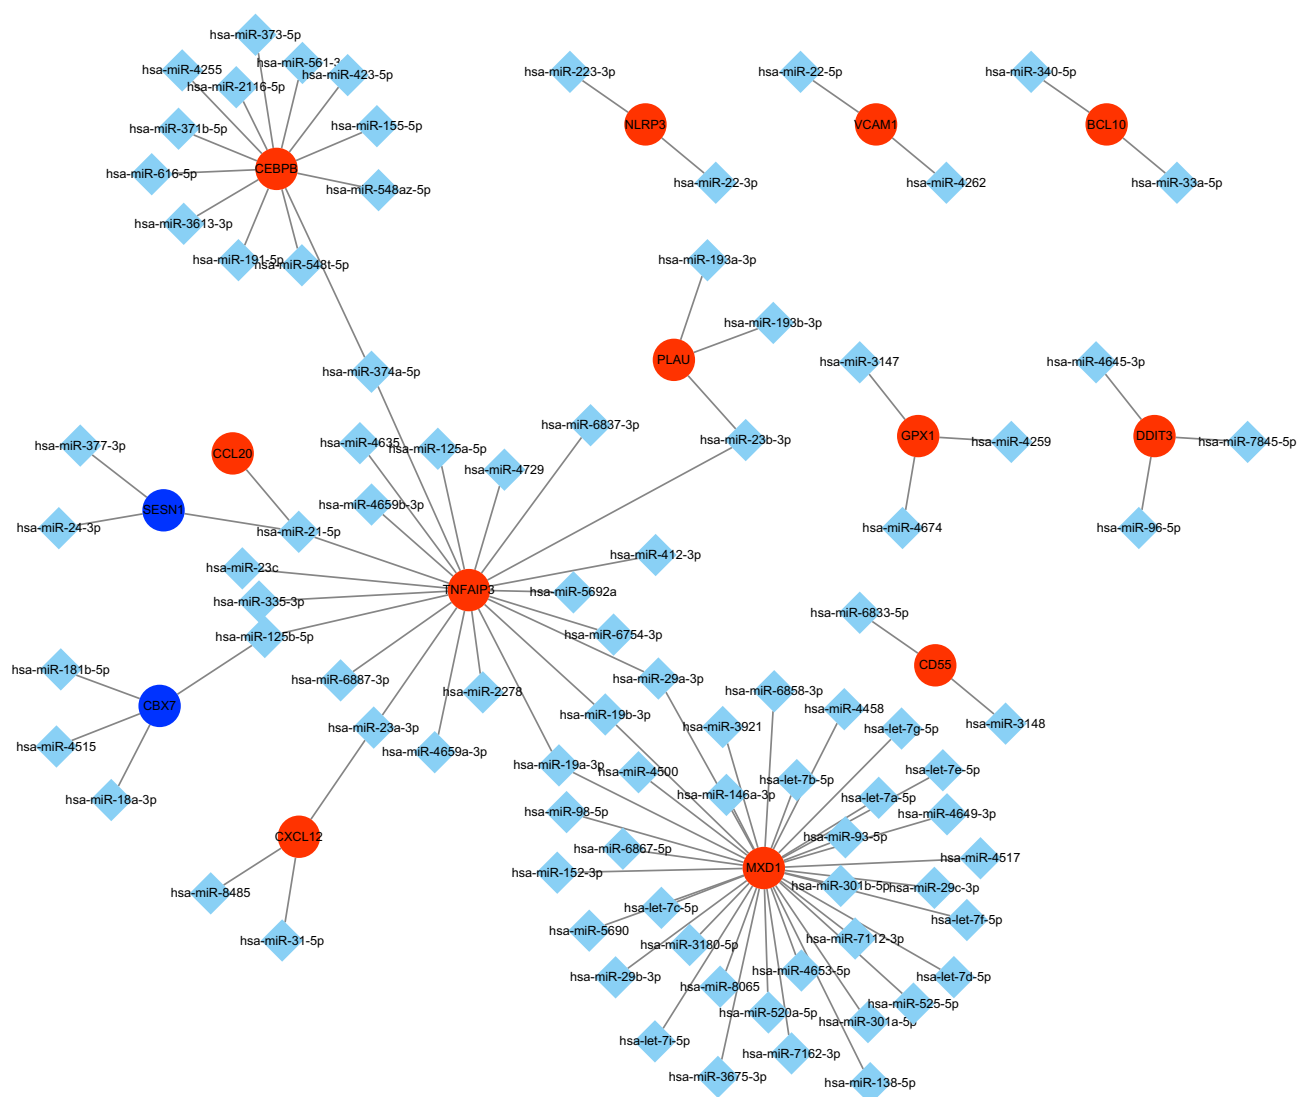 hsa-miR-373-5p
hsa-miR-4255
hsa-miR-561-3
hsa-miR-423-5p
hsa-miR-2116-5p
hsa-miR-371b-5p
hsa-miR-155-5p
CEBPB
hsa-miR-616-5p
hsa-miR-548az-5p
hsa-miR-3613-3p
hsa-miR-191-5p
hsa-miR-548t-5p
hsa-miR-223-3p
NLRP3
hsa-miR-22-3p
hsa-miR-22-5p
VCAM1
hsa-miR-4262
hsa-miR-340-5p
BCL10
hsa-miR-33a-5p
hsa-miR-193a-3p
hsa-miR-193b-3p
PLAU
hsa-miR-23b-3p
hsa-miR-3147
GPX1
hsa-miR-4259
hsa-miR-4674
hsa-miR-4645-3p
DDIT3
hsa-miR-7845-5p
hsa-miR-96-5p
hsa-miR-374a-5p
hsa-miR-377-3p
CCL20
SESN1
hsa-miR-24-3p
hsa-miR-21-5p
hsa-miR-4635
hsa-miR-125a-5p
hsa-miR-6837-3p
hsa-miR-4729
hsa-miR-4659b-3p
hsa-miR-23c
hsa-miR-335-3p
hsa-miR-125b-5p
TNFAIP3
hsa-miR-412-3p
hsa-miR-5692a
hsa-miR-6754-3p
hsa-miR-181b-5p
CBX7
hsa-miR-4515
hsa-miR-18a-3p
hsa-miR-6887-3p
hsa-miR-2278
hsa-miR-23a-3p
hsa-miR-4659a-3p
CXCL12
hsa-miR-8485
hsa-miR-31-5p
hsa-miR-6833-5p
CD55
hsa-miR-3148
hsa-miR-29a-3p
hsa-miR-19b-3p
hsa-miR-19a-3p
hsa-miR-6858-3p
hsa-miR-4458
hsa-miR-3921
hsa-let-7g-5p
hsa-miR-4500
hsa-let-7b-5p
hsa-let-7e-5p
hsa-miR-146a-3p
hsa-let-7a-5p
hsa-miR-98-5p
hsa-miR-4649-3p
hsa-miR-93-5p
hsa-miR-6867-5p
hsa-miR-4517
MXD1
hsa-miR-152-3p
hsa-miR-301b-5p
hsa-miR-29c-3p
hsa-let-7c-5p
hsa-let-7f-5p
hsa-miR-5690
hsa-miR-3180-5p
hsa-miR-7112-3p
hsa-miR-29b-3p
hsa-miR-4653-5p
hsa-let-7d-5p
hsa-miR-8065
hsa-miR-525-5p
hsa-miR-520a-5p
hsa-miR-301a-5p
hsa-let-7i-5p
hsa-miR-7162-3p
hsa-miR-3675-3p
hsa-miR-138-5p